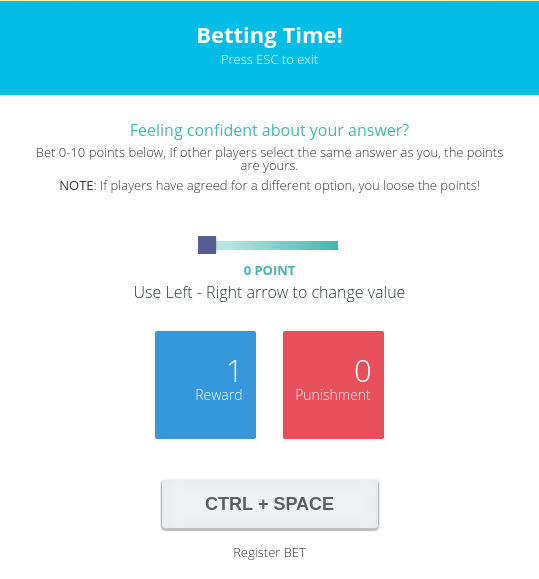 Betting Time!
Press ESC to exit
Feeling confident about your answer?
Bet 0-10 points below, If other players select the same answer as you, the points
are yours.
NOTE: If players have agreed for a different option, you loose the points!
0 POINT
Use Left - Right arrow to change value
1
Reward
0
Punishment
CTRL + SPACE
Register BET